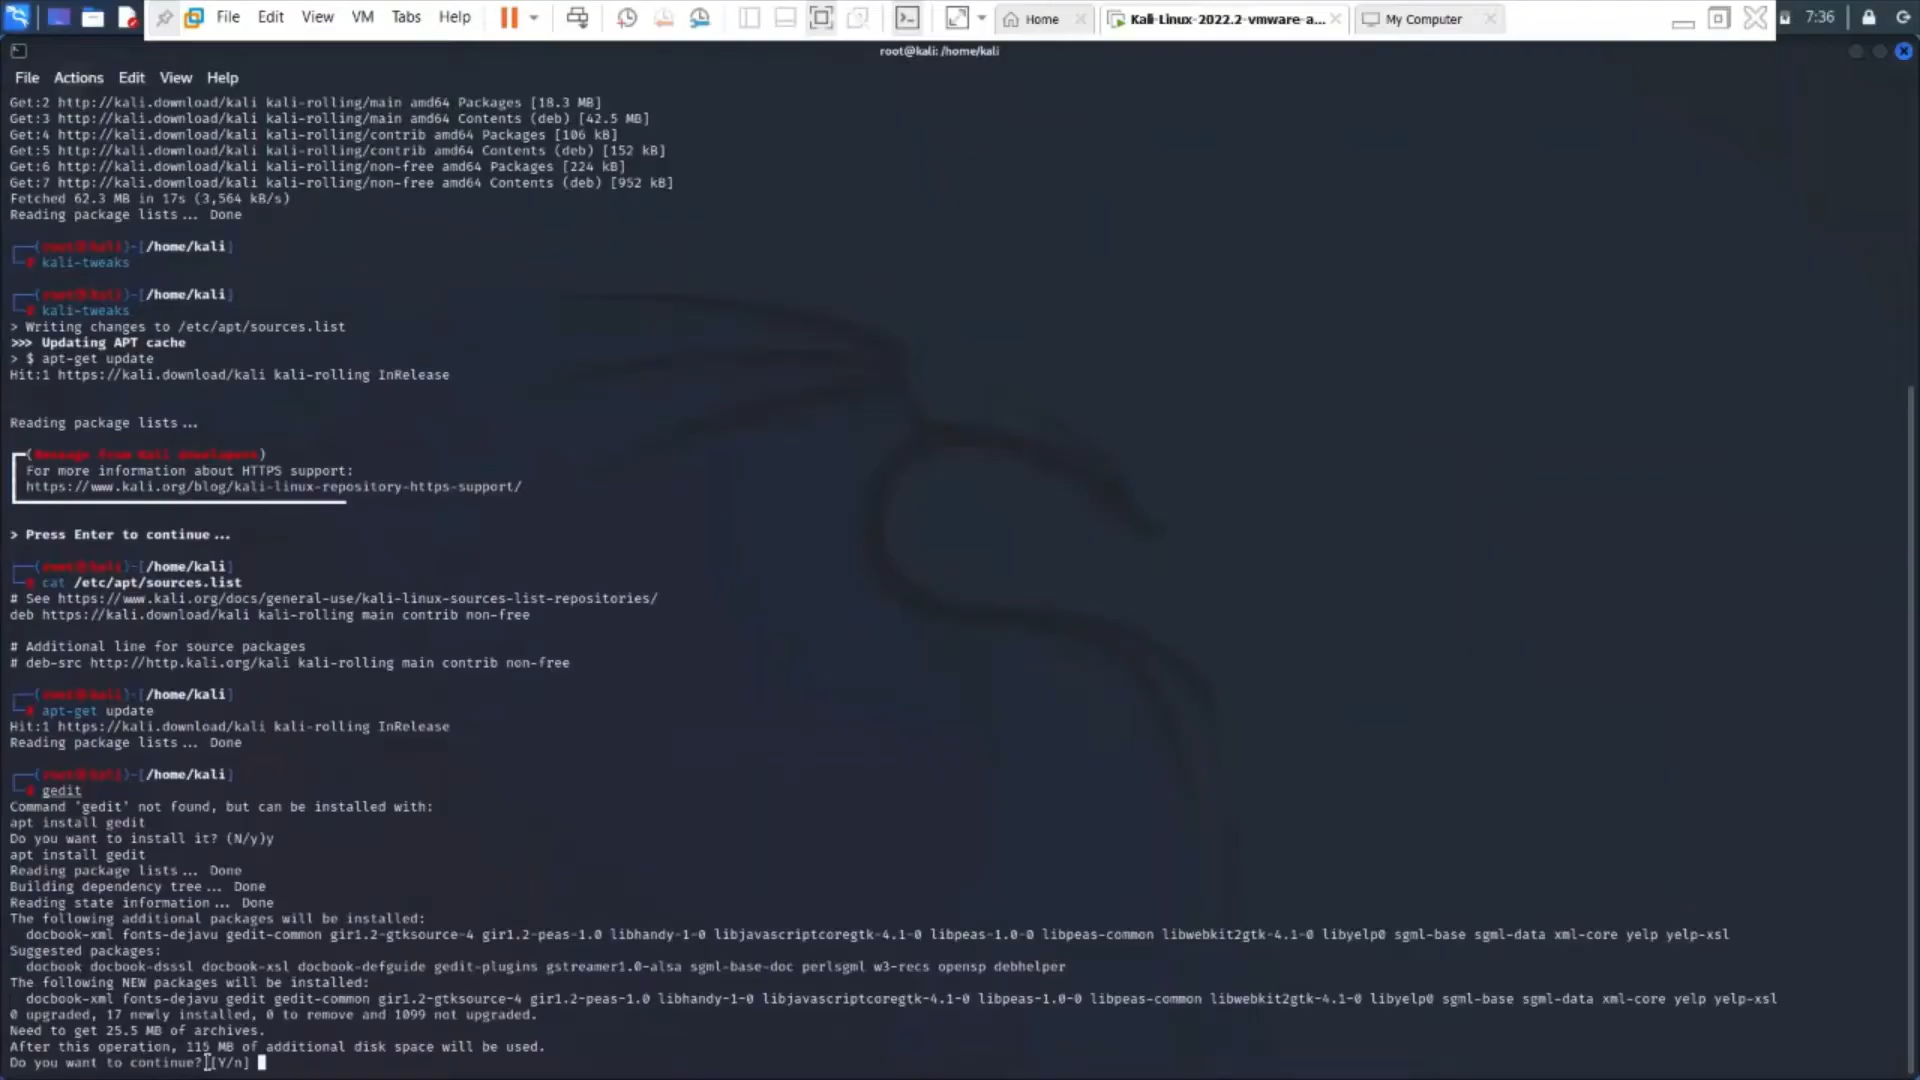 File Edit View VM Tabs Help Home Kali-Linux-2022.2-vmware-a... My Computer 7:36
root@kali: /home/kali
File Actions Edit View Help
Get:2 http://kali.download/kali kali-rolling/main amd64 Packages [18.3 MB]
Get:3 http://kali.download/kali kali-rolling/main amd64 Contents (deb) [42.5 MB]
Get:4 http://kali.download/kali kali-rolling/contrib amd64 Packages [106 kB]
Get:5 http://kali.download/kali kali-rolling/contrib amd64 Contents (deb) [152 kB]
Get:6 http://kali.download/kali kali-rolling/non-free amd64 Packages [224 kB]
Get:7 http://kali.download/kali kali-rolling/non-free amd64 Contents (deb) [952 kB]
Fetched 62.3 MB in 17s (3,564 kB/s)
Reading package lists... Done
(root㉿kali)-[/home/kali]
# kali-tweaks
(root㉿kali)-[/home/kali]
# kali-tweaks
> Writing changes to /etc/apt/sources.list
>>> Updating APT cache
> $ apt-get update
Hit:1 https://kali.download/kali kali-rolling InRelease
Reading package lists...
(Message from Kali developers)
For more information about HTTPS support:
https://www.kali.org/blog/kali-linux-repository-https-support/
> Press Enter to continue...
(root㉿kali)-[/home/kali]
# cat /etc/apt/sources.list
# See https://www.kali.org/docs/general-use/kali-linux-sources-list-repositories/
deb https://kali.download/kali kali-rolling main contrib non-free
# Additional line for source packages
# deb-src http://http.kali.org/kali kali-rolling main contrib non-free
(root㉿kali)-[/home/kali]
# apt-get update
Hit:1 https://kali.download/kali kali-rolling InRelease
Reading package lists... Done
(root㉿kali)-[/home/kali]
# gedit
Command 'gedit' not found, but can be installed with:
apt install gedit
Do you want to install it? (N/y)y
apt install gedit
Reading package lists... Done
Building dependency tree... Done
Reading state information... Done
The following additional packages will be installed:
docbook-xml fonts-dejavu gedit-common gir1.2-gtksource-4 gir1.2-peas-1.0 libhandy-1-0 libjavascriptcoregtk-4.1-0 libpeas-1.0-0 libpeas-common libwebkit2gtk-4.1-0 libyelp0 sgml-base sgml-data xml-core yelp yelp-xsl
Suggested packages:
docbook docbook-dsssl docbook-xsl docbook-defguide gedit-plugins gstreamer1.0-alsa sgml-base-doc perlsgml w3-recs opensp debhelper
The following NEW packages will be installed:
docbook-xml fonts-dejavu gedit gedit-common gir1.2-gtksource-4 gir1.2-peas-1.0 libhandy-1-0 libjavascriptcoregtk-4.1-0 libpeas-1.0-0 libpeas-common libwebkit2gtk-4.1-0 libyelp0 sgml-base sgml-data xml-core yelp yelp-xsl
0 upgraded, 17 newly installed, 0 to remove and 1099 not upgraded.
Need to get 25.5 MB of archives.
After this operation, 115 MB of additional disk space will be used.
Do you want to continue? [Y/n]